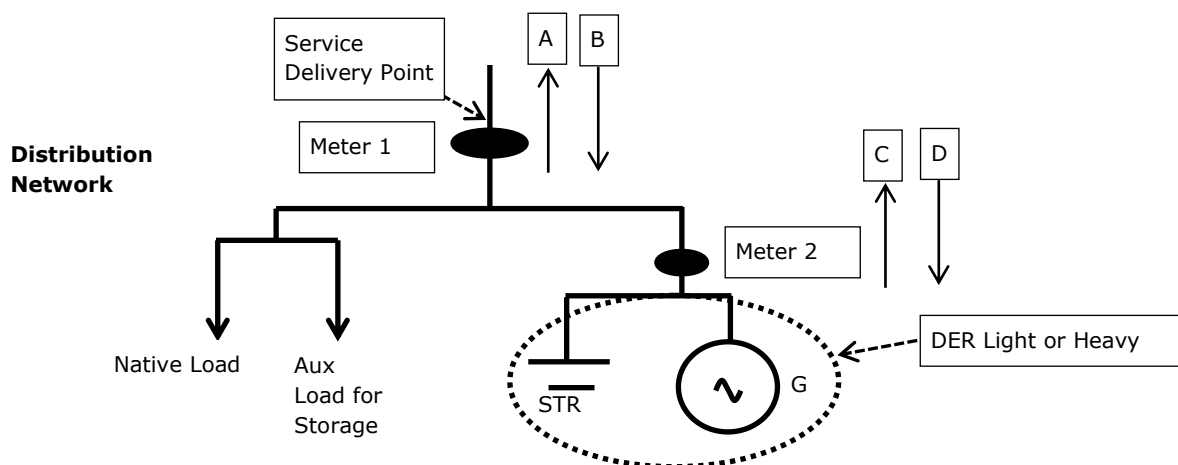 Service
Delivery Point
A
B
Meter 1
Distribution
Network
C
D
Meter 2
DER Light or Heavy
Native Load
Aux
Load for
Storage
STR
G